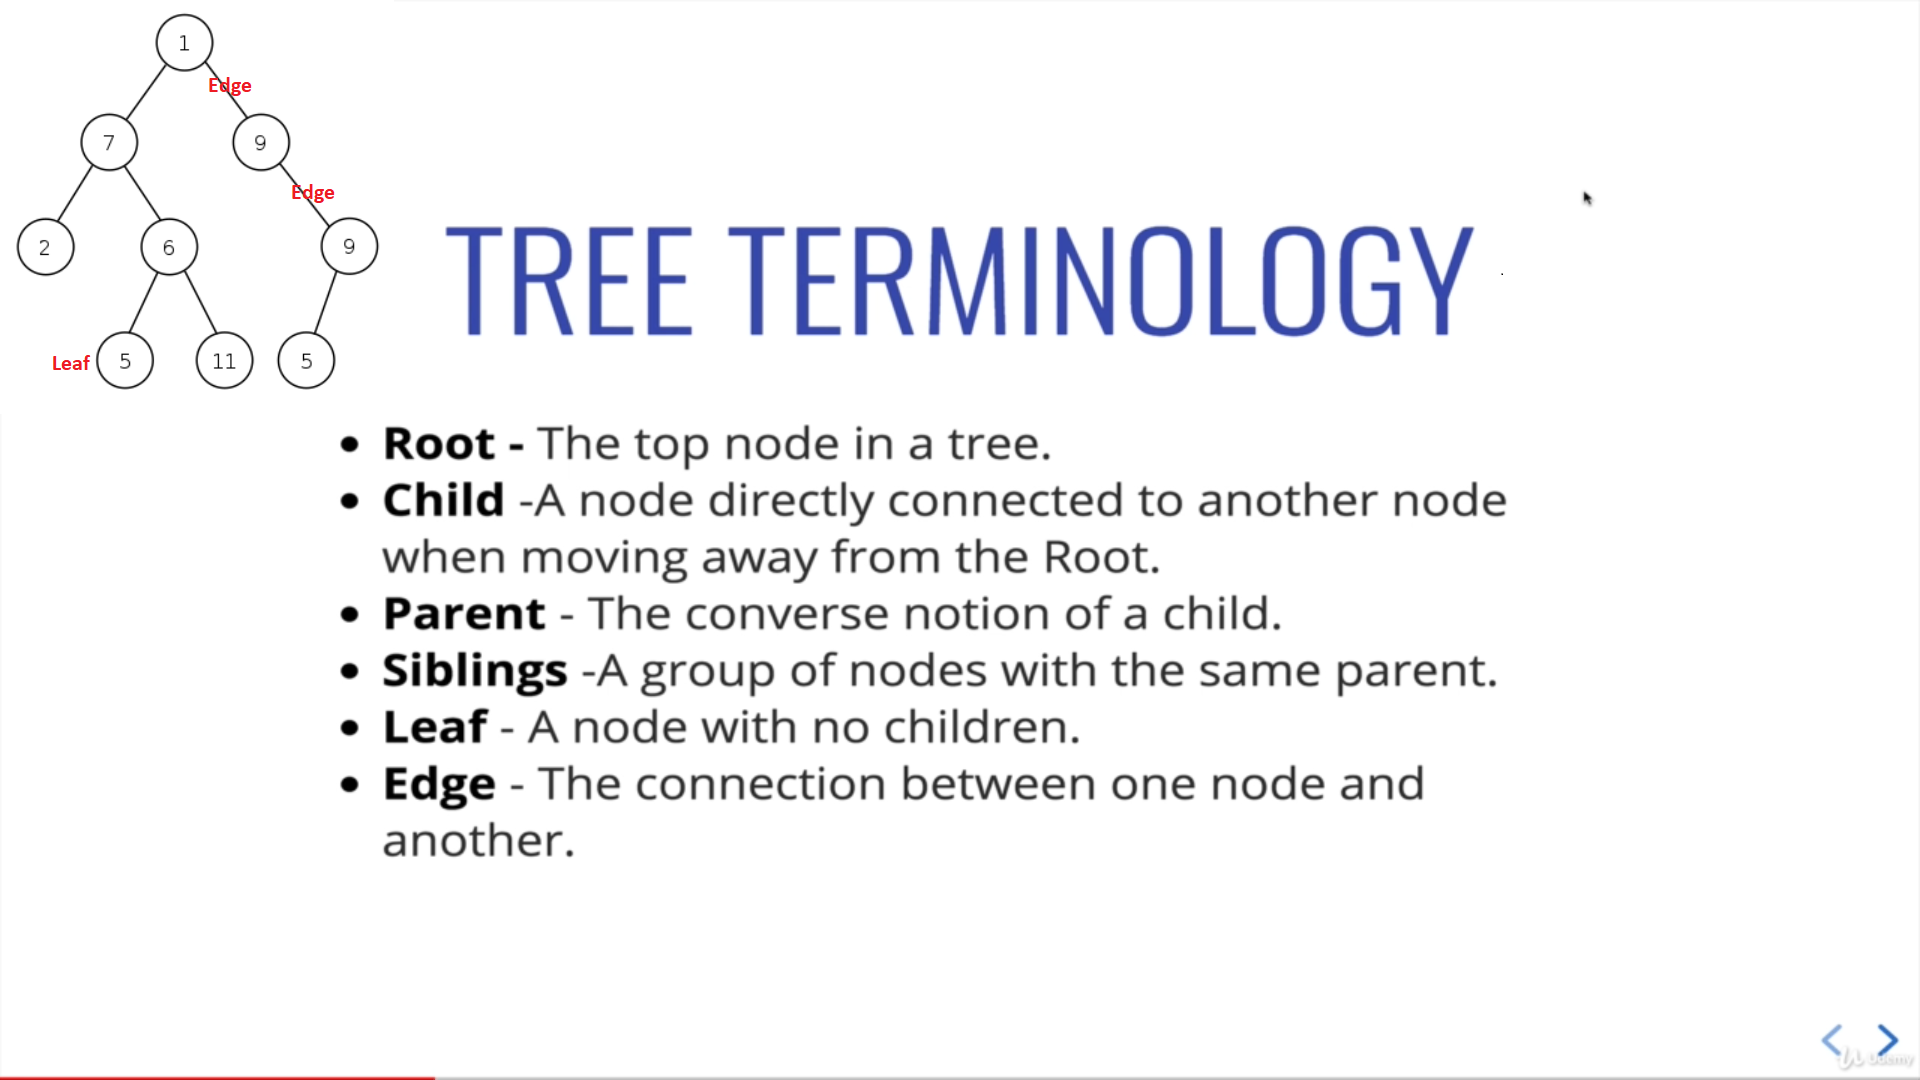 1
Edge
7
9
Edge
2
6
9
Leaf
5
11
5
TREE TERMINOLOGY
• Root - The top node in a tree.
• Child -A node directly connected to another node
when moving away from the Root.
• Parent - The converse notion of a child.
• Siblings -A group of nodes with the same parent.
• Leaf - A node with no children.
• Edge - The connection between one node and
another.
Udemy